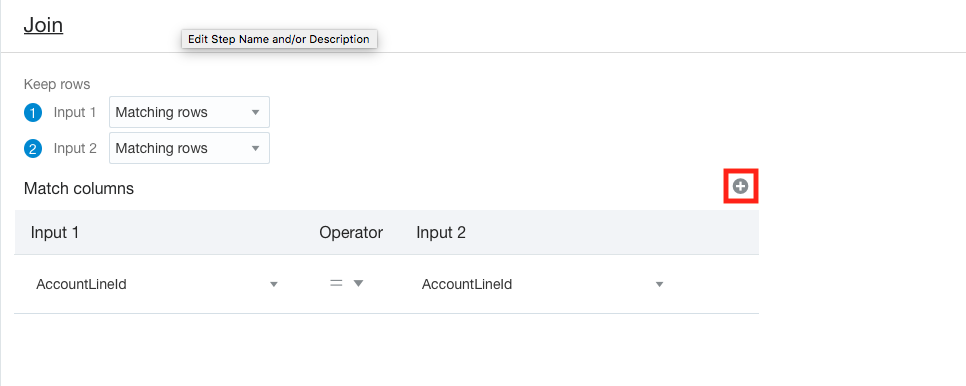 Join
Edit Step Name and/or Description
Keep rows
1 Input 1 Matching rows
2 Input 2 Matching rows
Match columns
Input 1 Operator Input 2
AccountLineId = AccountLineId